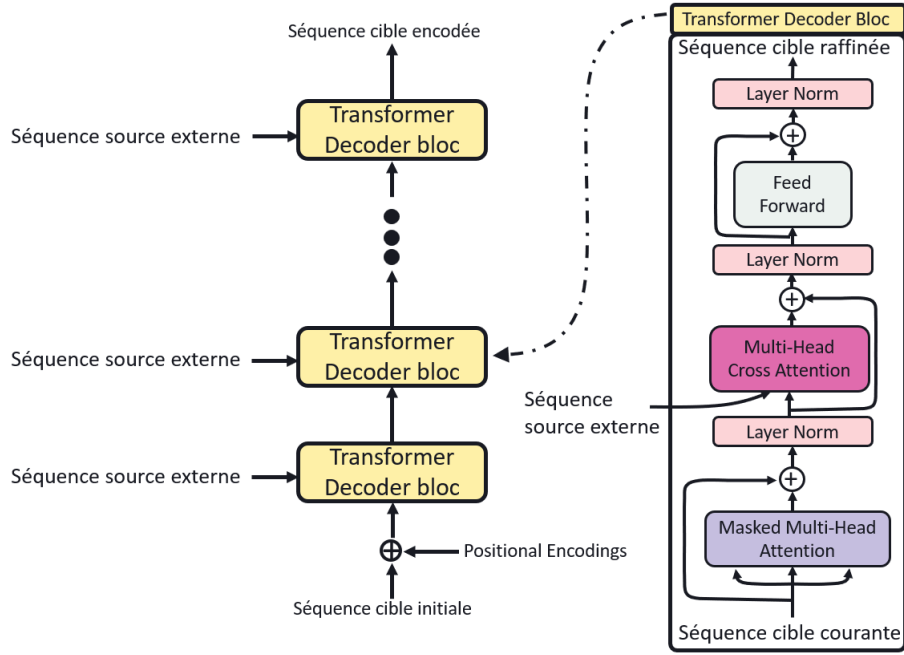 Séquence cible encodée
Séquence source externe
Transformer
Decoder bloc
Séquence source externe
Transformer
Decoder bloc
Séquence source externe
Transformer
Decoder bloc
Positional Encodings
Séquence cible initiale
Transformer Decoder Bloc
Séquence cible raffinée
Layer Norm
+
Feed
Forward
Layer Norm
+
Multi-Head
Cross Attention
Séquence
source externe
Layer Norm
+
Masked Multi-Head
Attention
Séquence cible courante